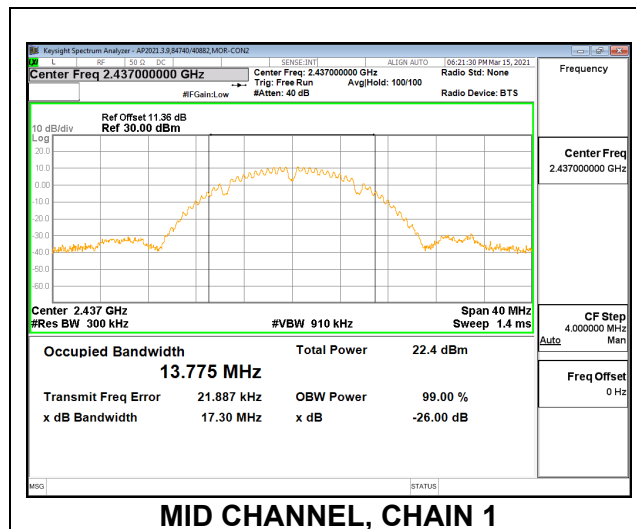 Keysight Spectrum Analyzer - AP2021.3.9,84740/40882,MOR-CON2
L RF 50 Ω DC SENSE:INT ALIGN AUTO 06:21:30 PM Mar 15, 2021
Center Freq 2.437000000 GHz
Center Freq: 2.437000000 GHz Radio Std: None
Trig: Free Run Avg|Hold: 100/100
#IFGain:Low #Atten: 40 dB Radio Device: BTS
Frequency
Ref Offset 11.36 dB
10 dB/div Ref 30.00 dBm
Log
20.0
10.0
0.00
-10.0
-20.0
-30.0
-40.0
-50.0
-60.0
Center 2.437 GHz Span 40 MHz
#Res BW 300 kHz #VBW 910 kHz Sweep 1.4 ms
Center Freq
2.437000000 GHz
CF Step
4.000000 MHz
Auto Man
Freq Offset
0 Hz
Occupied Bandwidth Total Power 22.4 dBm
13.775 MHz
Transmit Freq Error 21.887 kHz OBW Power 99.00 %
x dB Bandwidth 17.30 MHz x dB -26.00 dB
MSG STATUS
MID CHANNEL, CHAIN 1